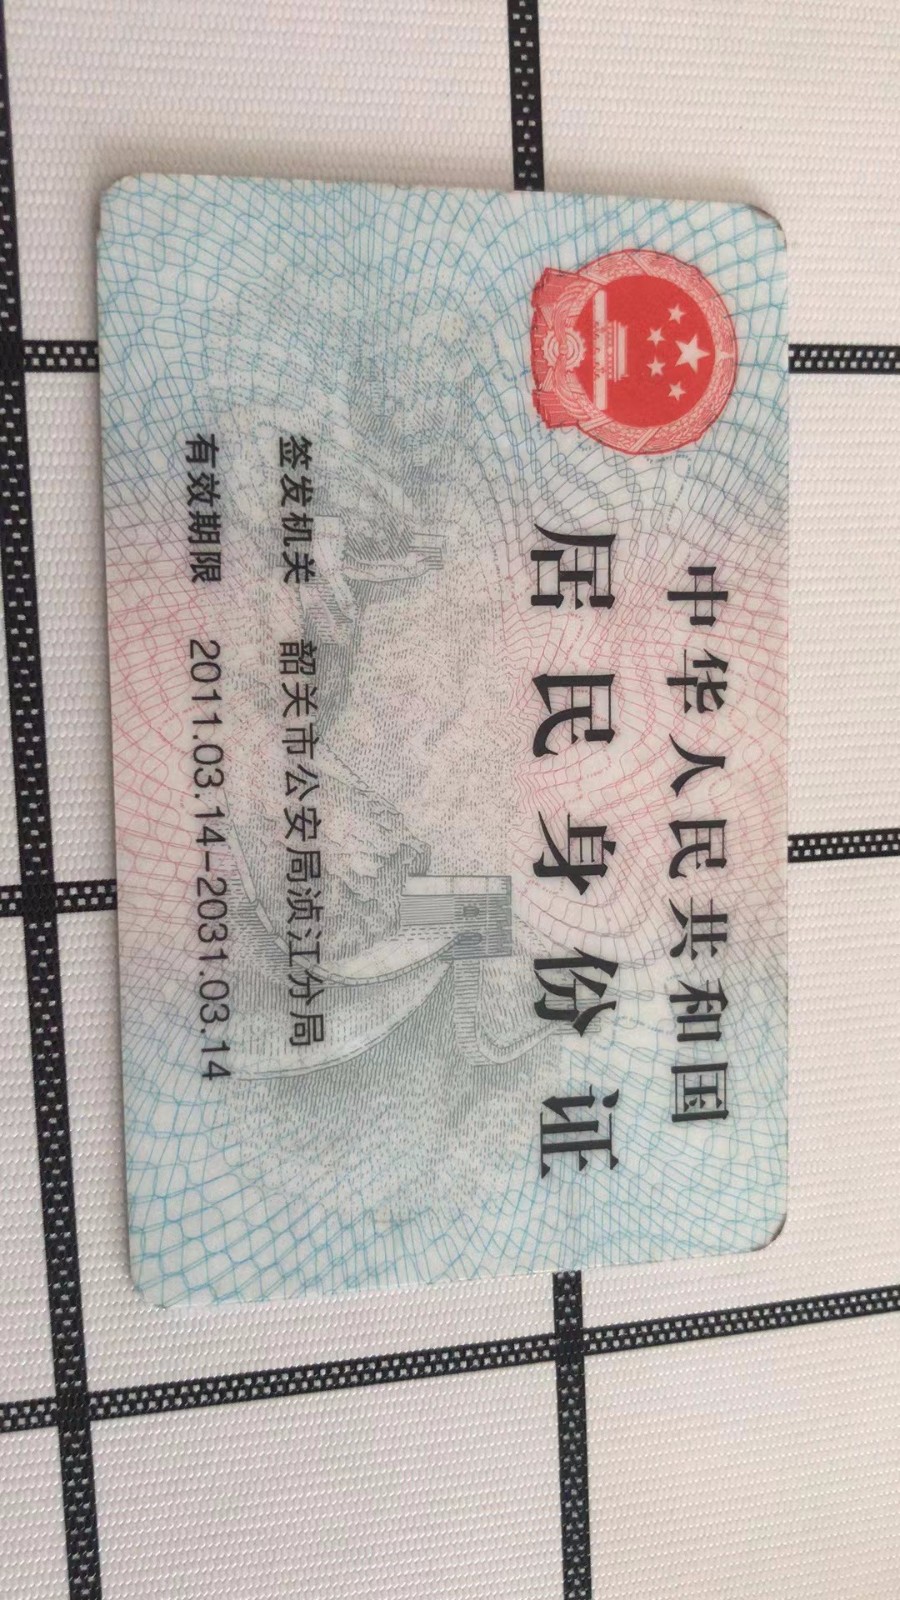 中华人民共和国
居民身份证
签发机关 韶关市公安局浈江分局
有效期限 2011.03.14-2031.03.14